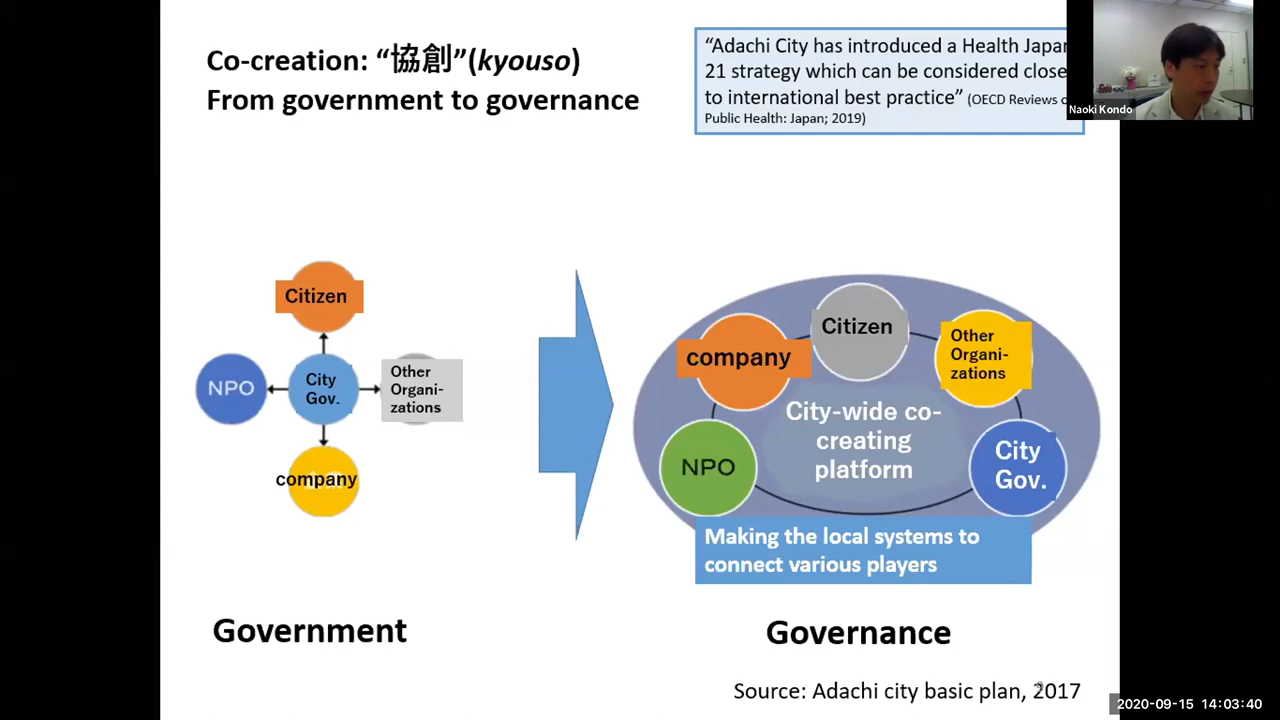 Co-creation: “協創”(kyouso)
From government to governance
“Adachi City has introduced a Health Japan
21 strategy which can be considered close
to international best practice” (OECD Reviews
Public Health: Japan; 2019)
Naoki Kondo
Citizen
NPO
City
Gov.
Other
Organi-
zations
company
company
Citizen
Other
Organi-
zations
NPO
City-wide co-
creating
platform
City
Gov.
Making the local systems to
connect various players
Government
Governance
Source: Adachi city basic plan, 2017
2020-09-15 14:03:40